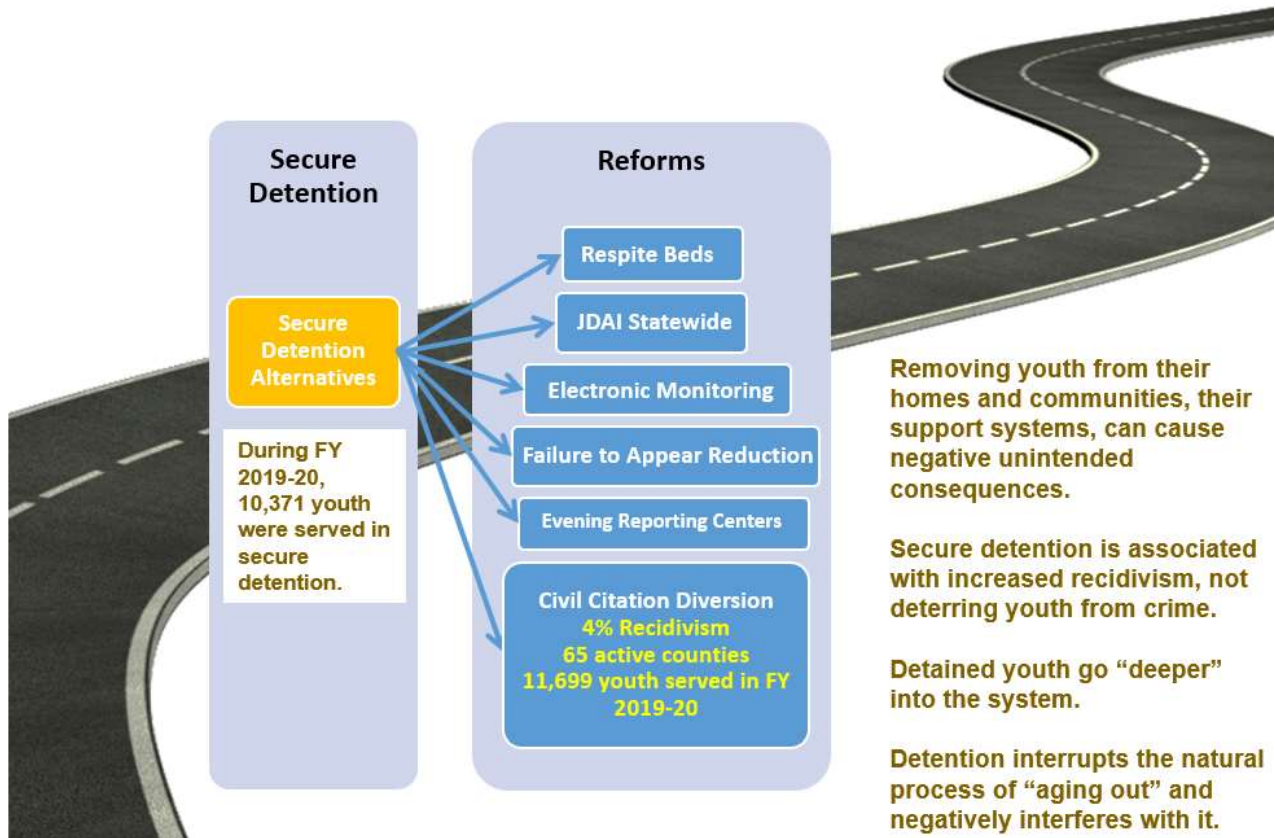 Secure
Detention
Secure
Detention
Alternatives
During FY
2019-20,
10,371 youth
were served in
secure
detention.
Reforms
Respite Beds
JDAI Statewide
Electronic Monitoring
Failure to Appear Reduction
Evening Reporting Centers
Civil Citation Diversion
4% Recidivism
65 active counties
11,699 youth served in FY
2019-20
Removing youth from their
homes and communities, their
support systems, can cause
negative unintended
consequences.
Secure detention is associated
with increased recidivism, not
deterring youth from crime.
Detained youth go “deeper”
into the system.
Detention interrupts the natural
process of “aging out” and
negatively interferes with it.